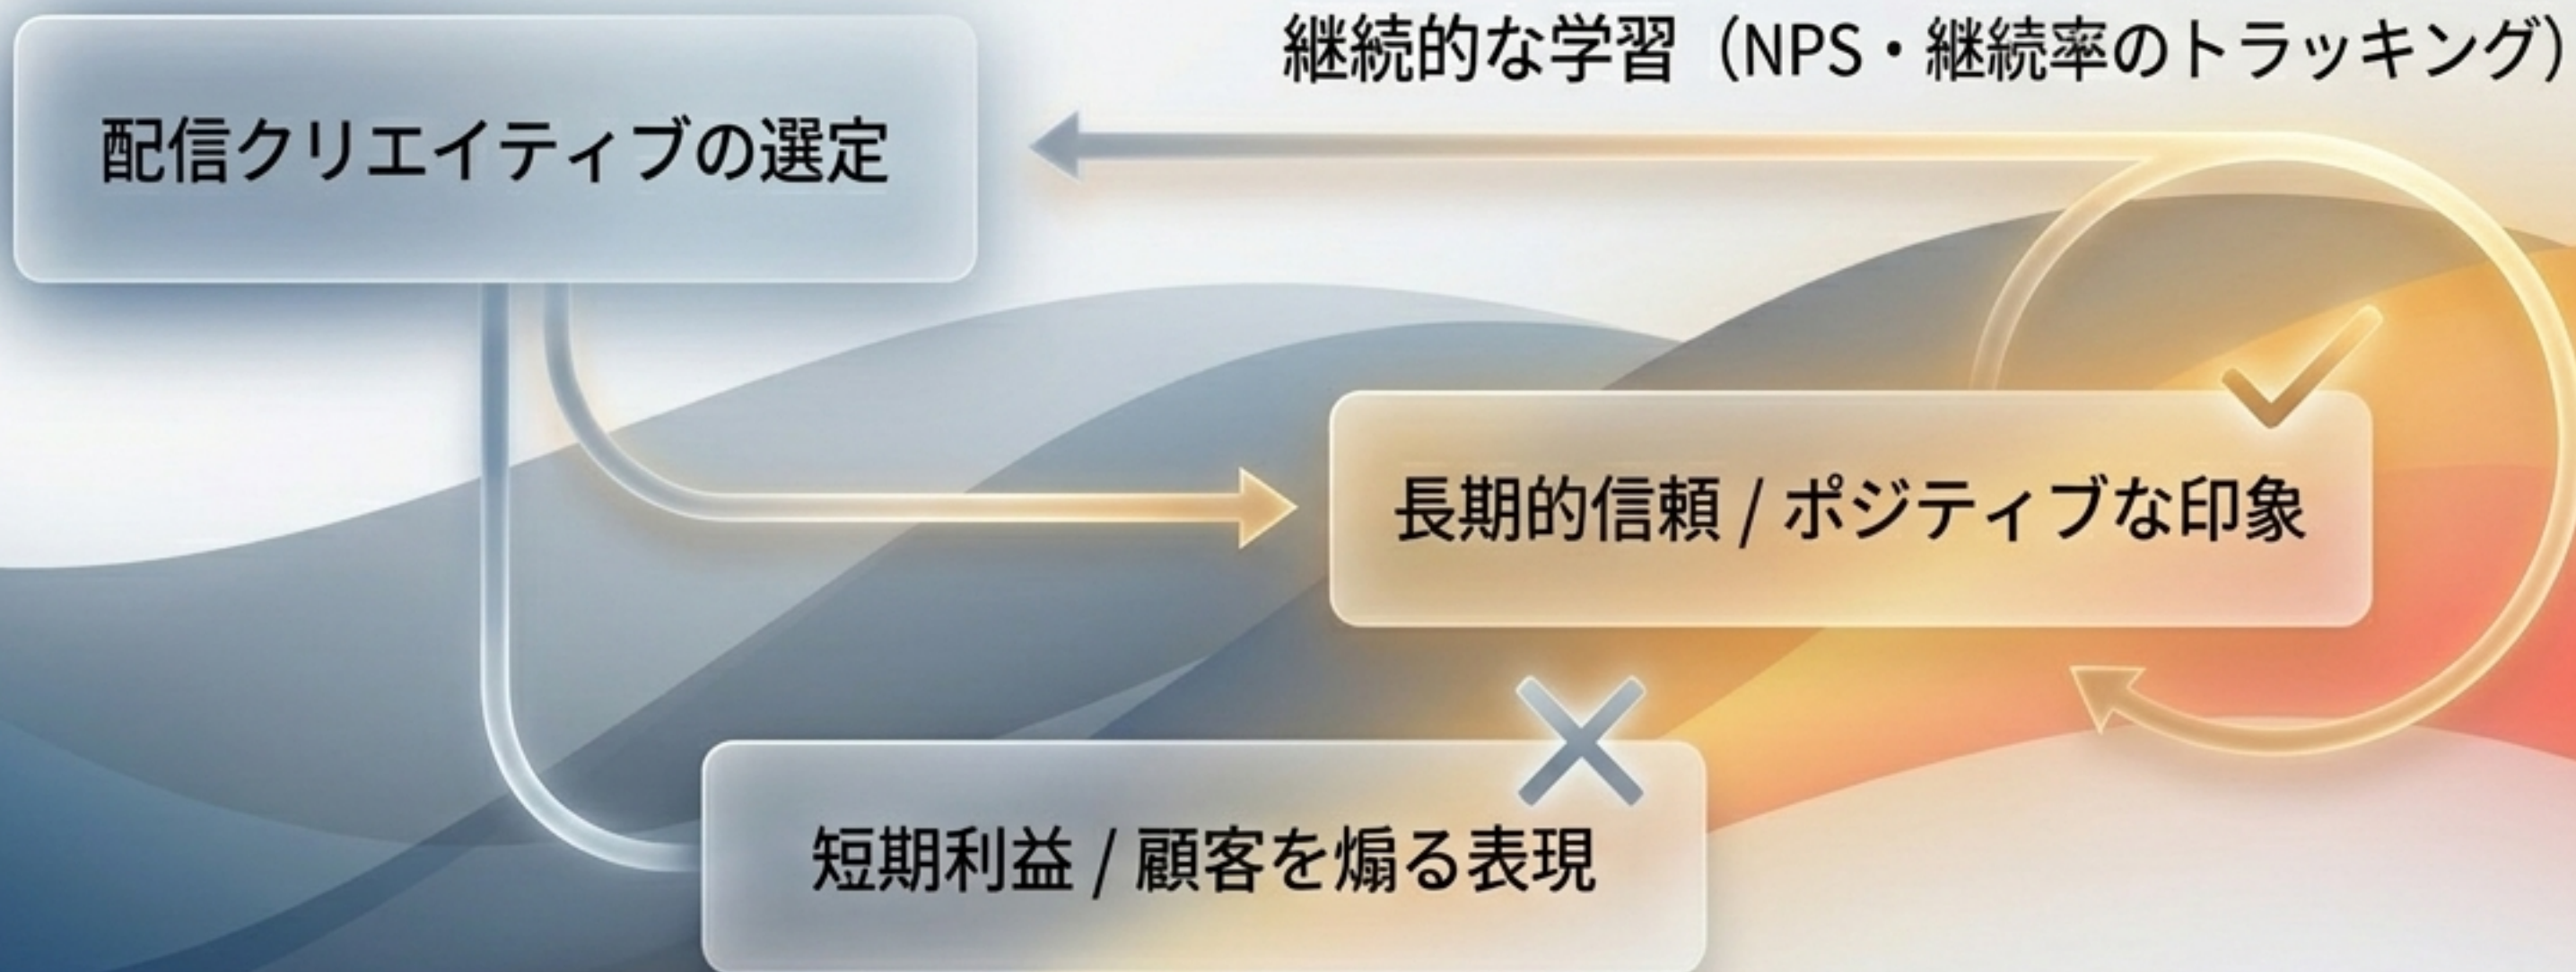 継続的な学習（NPS・継続率のトラッキング）
配信クリエイティブの選定
長期的信頼 / ポジティブな印象
短期利益 / 顧客を煽る表現